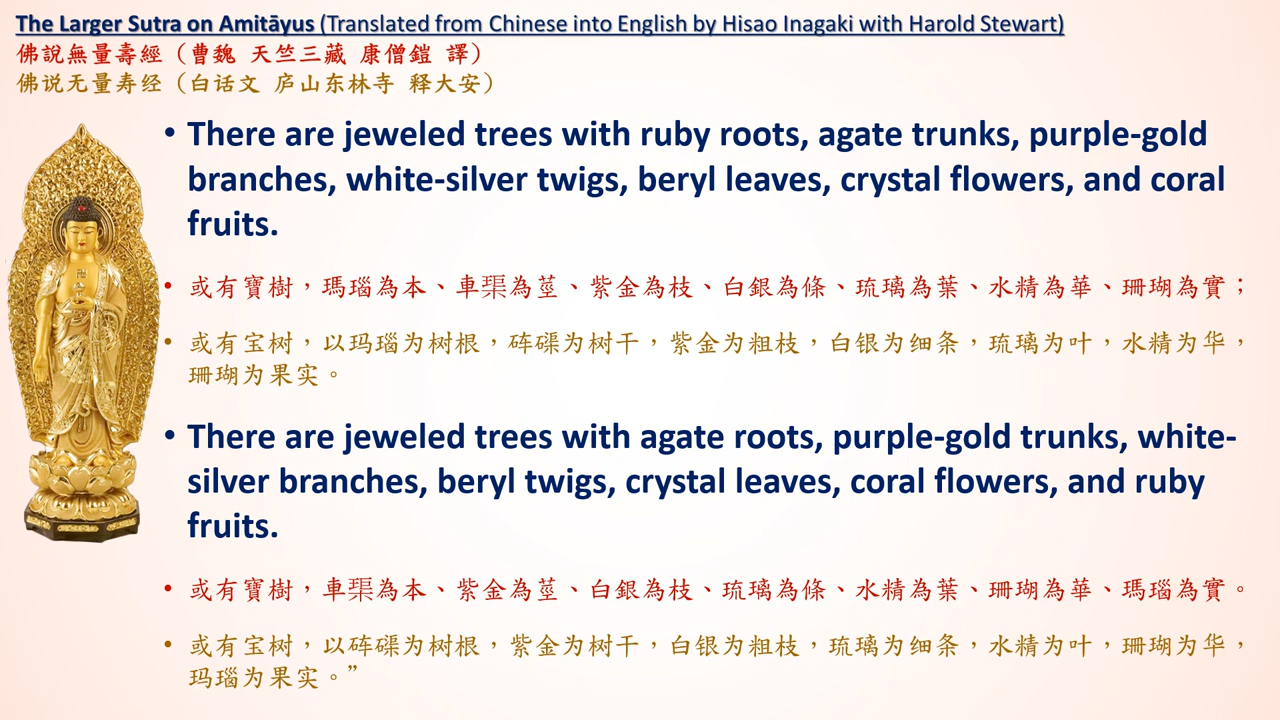 The Larger Sutra on Amitāyus (Translated from Chinese into English by Hisao Inagaki with Harold Stewart)
佛說無量壽經（曹魏 天竺三藏 康僧鎧 譯）
佛说无量寿经（白话文 庐山东林寺 释大安）
• There are jeweled trees with ruby roots, agate trunks, purple-gold
branches, white-silver twigs, beryl leaves, crystal flowers, and coral
fruits.
• 或有寶樹，瑪瑙為本、車璖為莖、紫金為枝、白銀為條、琉璃為葉、水精為華、珊瑚為實；
• 或有宝树，以玛瑙为树根，砗磲为树干，紫金为粗枝，白银为细条，琉璃为叶，水精为华，
珊瑚为果实。
• There are jeweled trees with agate roots, purple-gold trunks, white-
silver branches, beryl twigs, crystal leaves, coral flowers, and ruby
fruits.
• 或有寶樹，車璖為本、紫金為莖、白銀為枝、琉璃為條、水精為葉、珊瑚為華、瑪瑙為實。
• 或有宝树，以砗磲为树根，紫金为树干，白银为粗枝，琉璃为细条，水精为叶，珊瑚为华，
玛瑙为果实。”